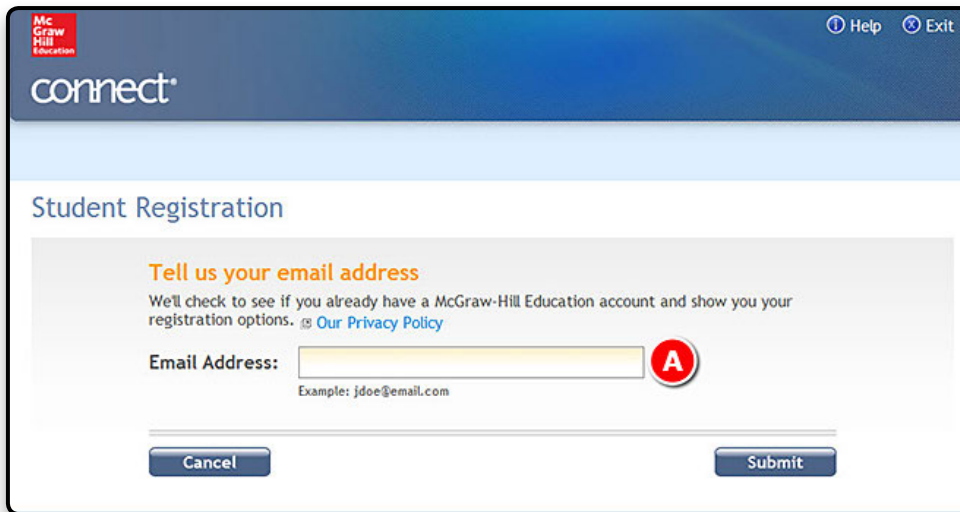 Mc
Graw
Hill
Education
Help Exit
connect®
Student Registration
Tell us your email address
We'll check to see if you already have a McGraw-Hill Education account and show you your
registration options. Our Privacy Policy
Email Address:
A
Example: jdoe@email.com
Cancel Submit